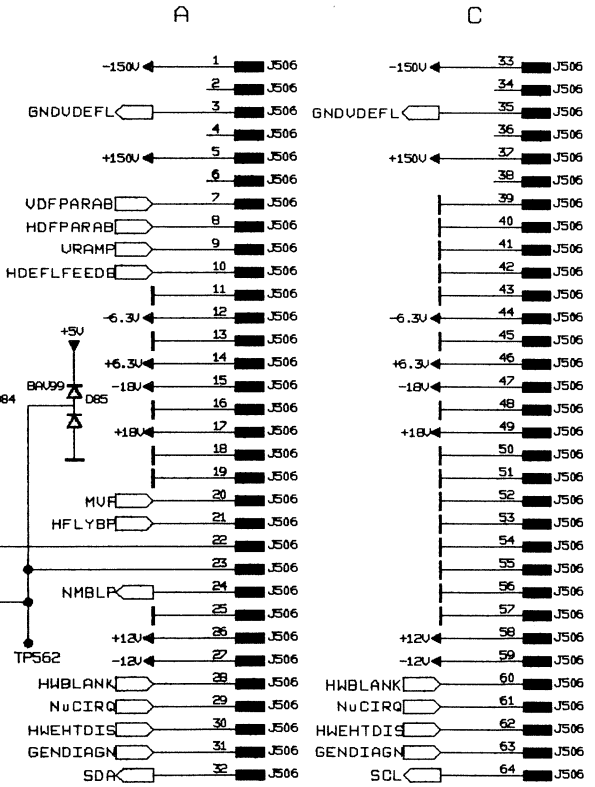 A C
-150V 1 J506 -150V 33 J506
2 J506 34 J506
GNDVDEFL 3 J506 GNDVDEFL 35 J506
4 J506 36 J506
+150V 5 J506 +150V 37 J506
6 J506 38 J506
VDFPARAB 7 J506 39 J506
HDFPARAB 8 J506 40 J506
VRAMP 9 J506 41 J506
HDEFLFEEDB 10 J506 42 J506
11 J506 43 J506
-6.3V 12 J506 -6.3V 44 J506
+5V 13 J506 45 J506
+6.3V 14 J506 +6.3V 46 J506
BAV99 -18V 15 J506 -18V 47 J506
D84 D85 16 J506 48 J506
+18V 17 J506 +18V 49 J506
18 J506 50 J506
19 J506 51 J506
MVP 20 J506 52 J506
HFLYBP 21 J506 53 J506
22 J506 54 J506
23 J506 55 J506
NMBLP 24 J506 56 J506
25 J506 57 J506
+12V 26 J506 +12V 58 J506
TP562 -12V 27 J506 -12V 59 J506
HWBLANK 28 J506 HWBLANK 60 J506
NuCIRQ 29 J506 NuCIRQ 61 J506
HWEHTDIS 30 J506 HWEHTDIS 62 J506
GENDIAGN 31 J506 GENDIAGN 63 J506
SDA 32 J506 SCL 64 J506